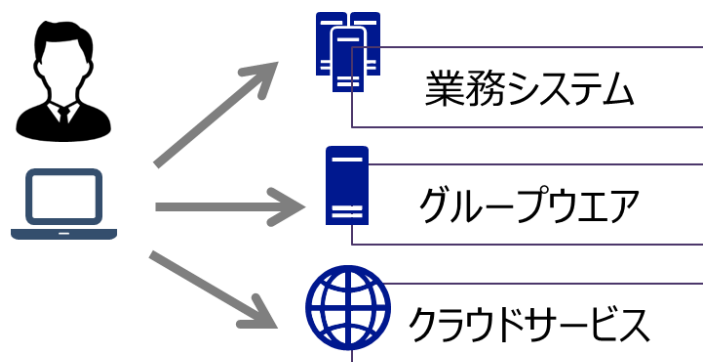 業務システム
グループウエア
クラウドサービス